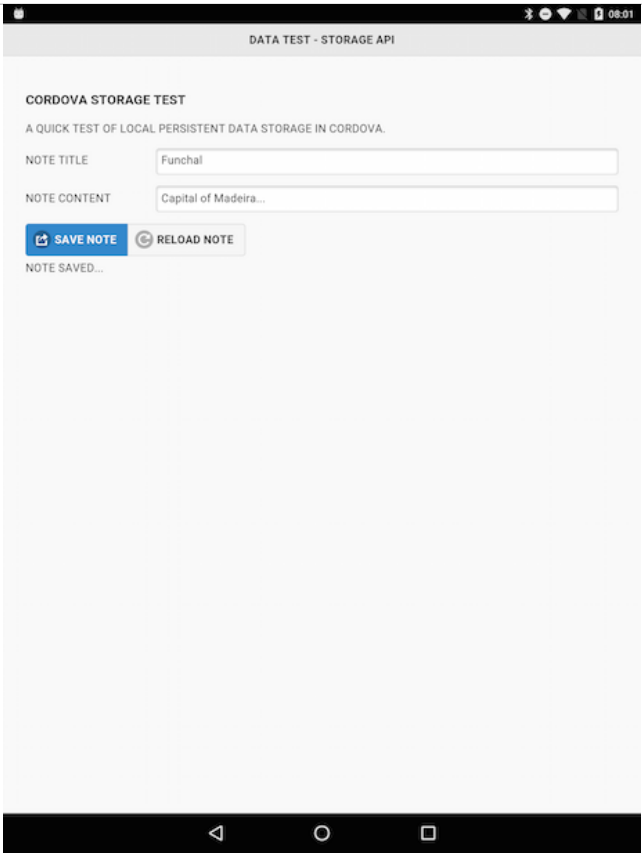 08:01
DATA TEST - STORAGE API
CORDOVA STORAGE TEST
A QUICK TEST OF LOCAL PERSISTENT DATA STORAGE IN CORDOVA.
NOTE TITLE Funchal
NOTE CONTENT Capital of Madeira...
SAVE NOTE RELOAD NOTE
NOTE SAVED...